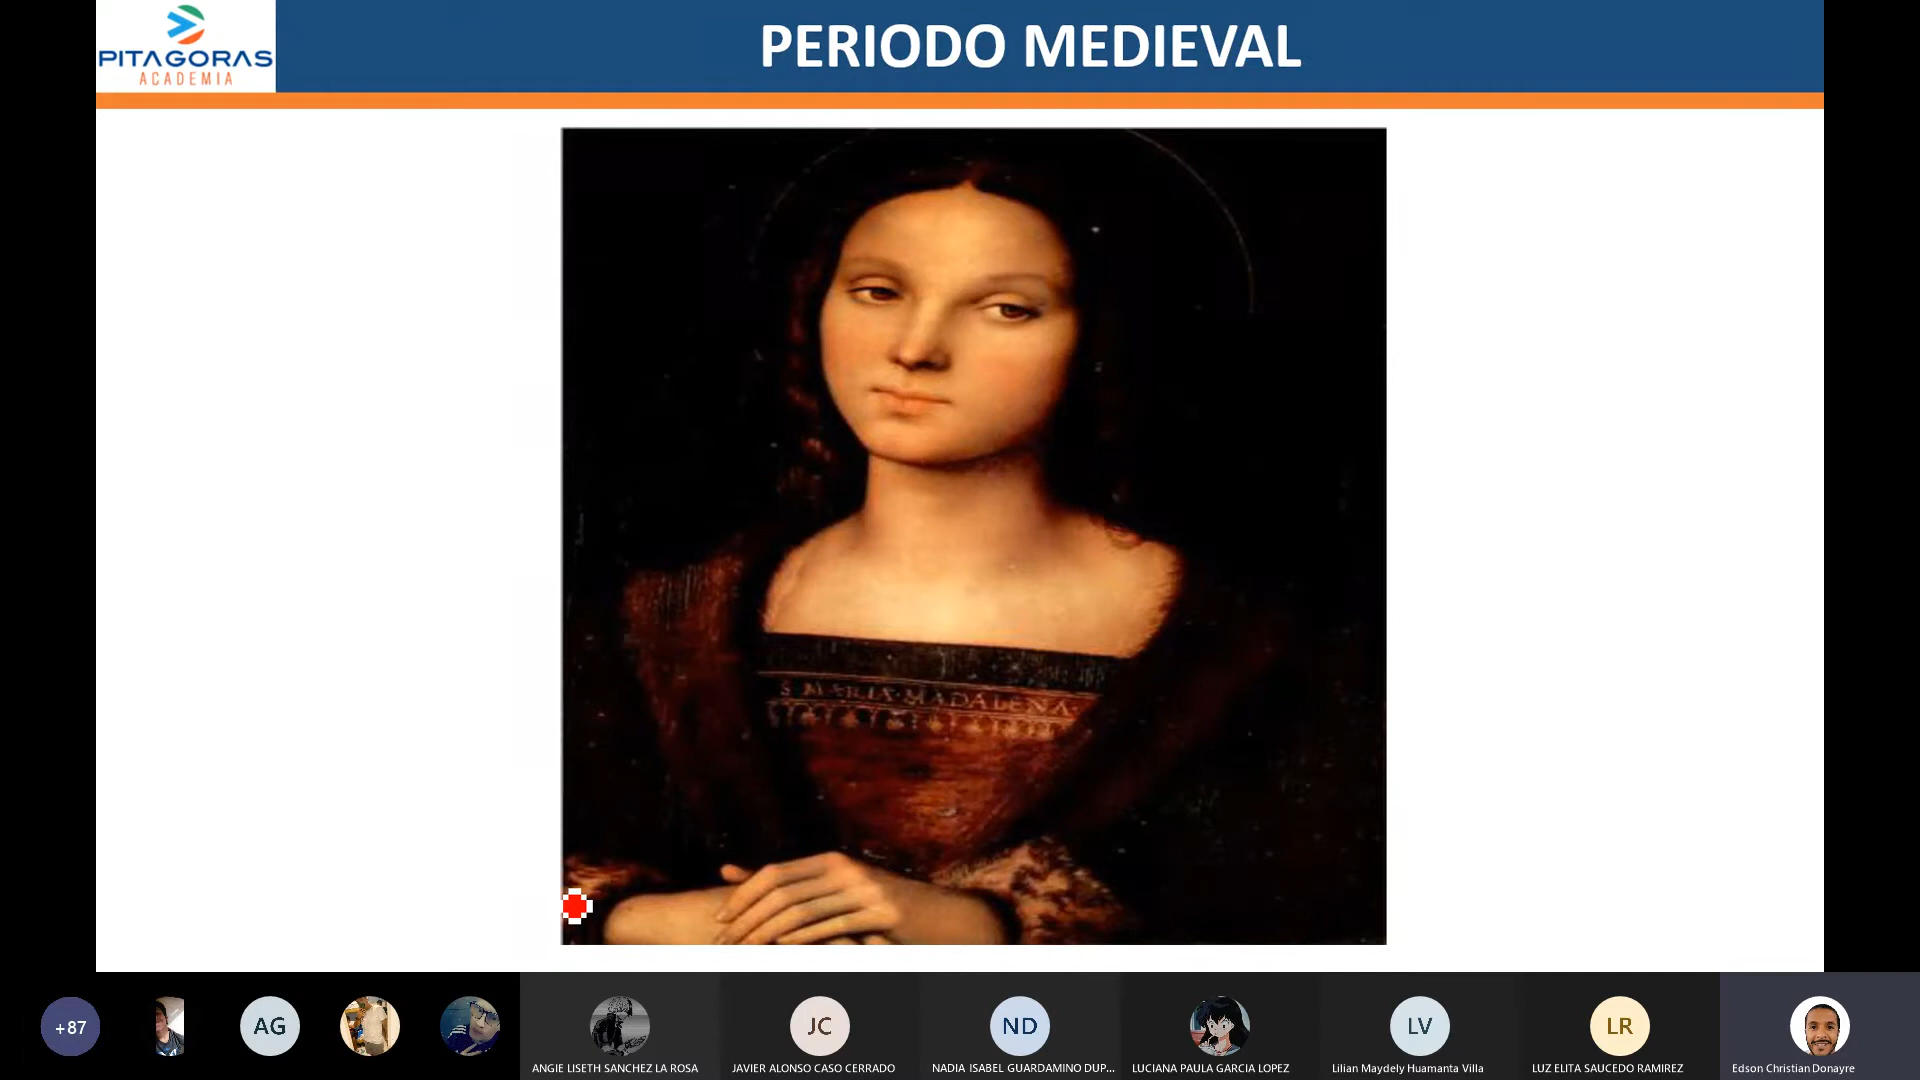 PITAGORAS
ACADEMIA
PERIODO MEDIEVAL
S MARIA·MADALENA·
+87
AG
JC
ND
LV
LR
ANGIE LISETH SANCHEZ LA ROSA
JAVIER ALONSO CASO CERRADO
NADIA ISABEL GUARDAMINO DUP...
LUCIANA PAULA GARCIA LOPEZ
Lilian Maydely Huamanta Villa
LUZ ELITA SAUCEDO RAMIREZ
Edson Christian Donayre